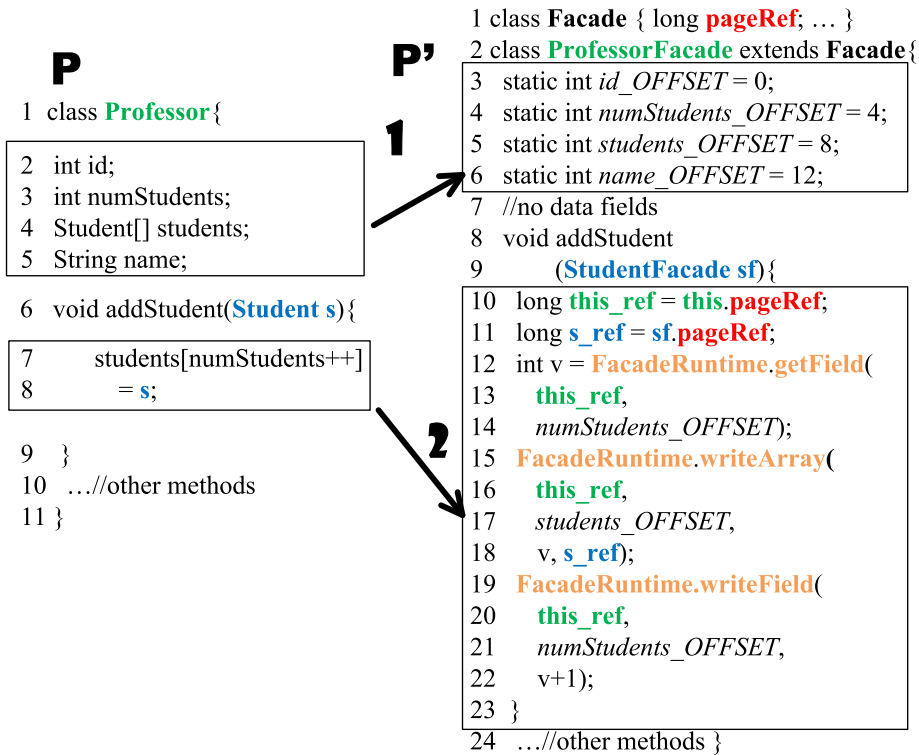 P
1 class Professor{
2 int id;
3 int numStudents;
4 Student[] students;
5 String name;
6 void addStudent(Student s){
7 students[numStudents++]
8 = s;
9 }
10 …//other methods
11 }
1
2
P'
1 class Facade { long pageRef; … }
2 class ProfessorFacade extends Facade{
3 static int id_OFFSET = 0;
4 static int numStudents_OFFSET = 4;
5 static int students_OFFSET = 8;
6 static int name_OFFSET = 12;
7 //no data fields
8 void addStudent
9 (StudentFacade sf){
10 long this_ref = this.pageRef;
11 long s_ref = sf.pageRef;
12 int v = FacadeRuntime.getField(
13 this_ref,
14 numStudents_OFFSET);
15 FacadeRuntime.writeArray(
16 this_ref,
17 students_OFFSET,
18 v, s_ref);
19 FacadeRuntime.writeField(
20 this_ref,
21 numStudents_OFFSET,
22 v+1);
23 }
24 …//other methods }